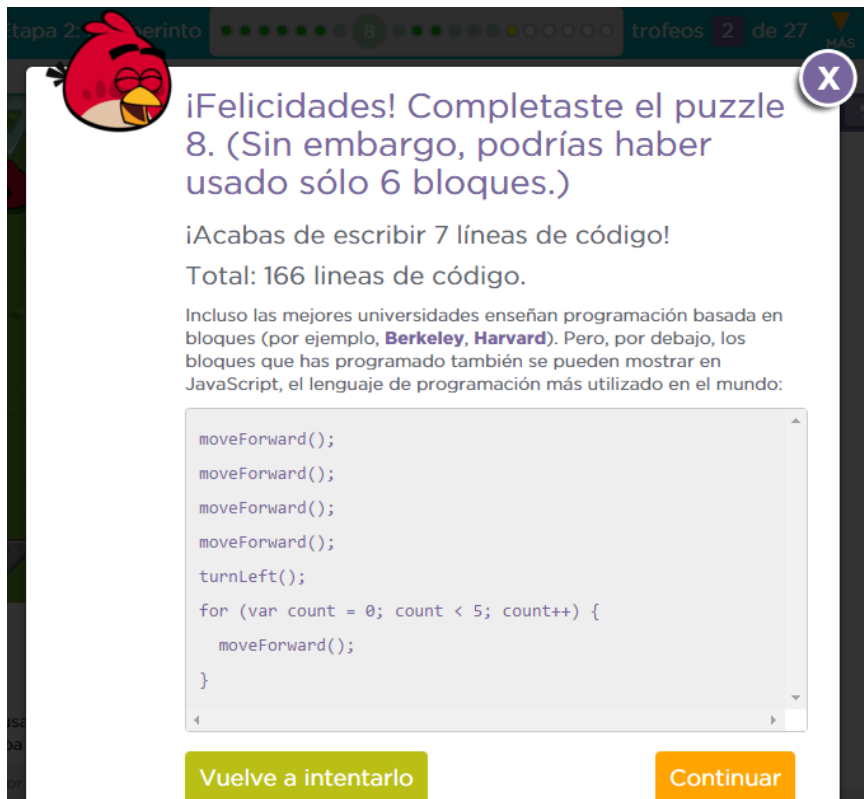 Etapa 2: erinto 8 trofeos 2 de 27 MÁS
X
¡Felicidades! Completaste el puzzle
8. (Sin embargo, podrías haber
usado sólo 6 bloques.)
¡Acabas de escribir 7 líneas de código!
Total: 166 lineas de código.
Incluso las mejores universidades enseñan programación basada en
bloques (por ejemplo, Berkeley, Harvard). Pero, por debajo, los
bloques que has programado también se pueden mostrar en
JavaScript, el lenguaje de programación más utilizado en el mundo:
moveForward();
moveForward();
moveForward();
moveForward();
turnLeft();
for (var count = 0; count < 5; count++) {
  moveForward();
}
Vuelve a intentarlo Continuar